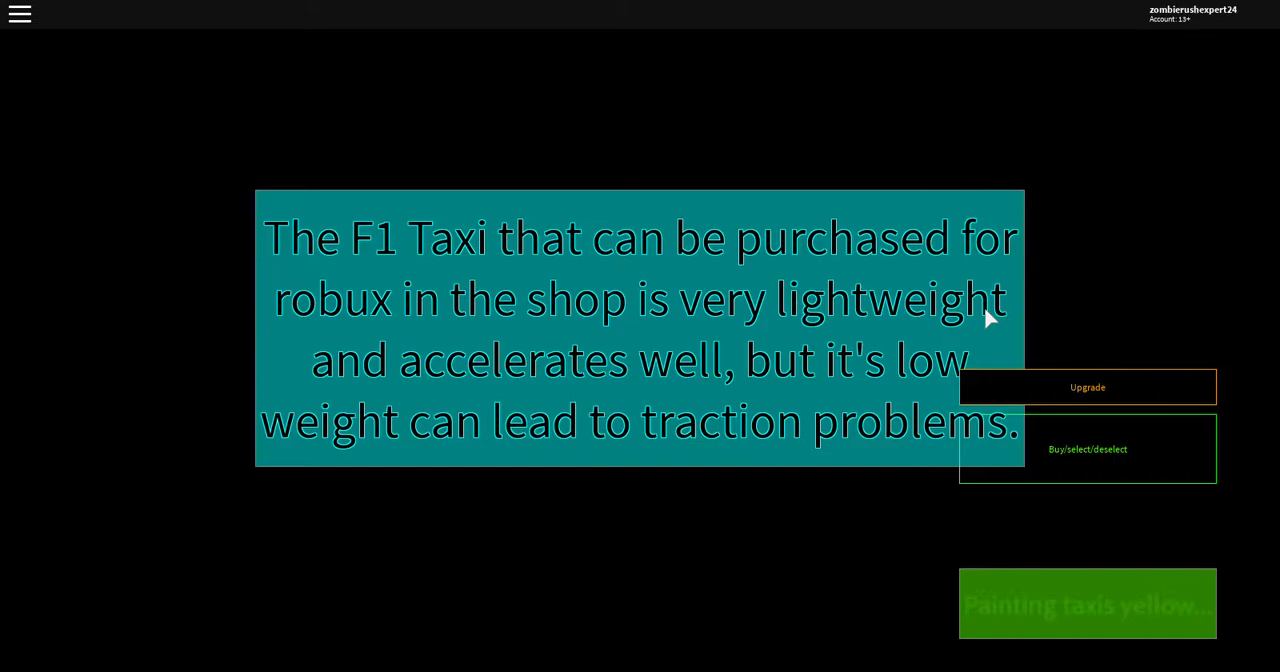 zombierushexpert24
Account: 13+
The F1 Taxi that can be purchased for
robux in the shop is very lightweight
and accelerates well, but it's low
weight can lead to traction problems.
Upgrade
Buy/select/deselect
Painting taxis yellow...